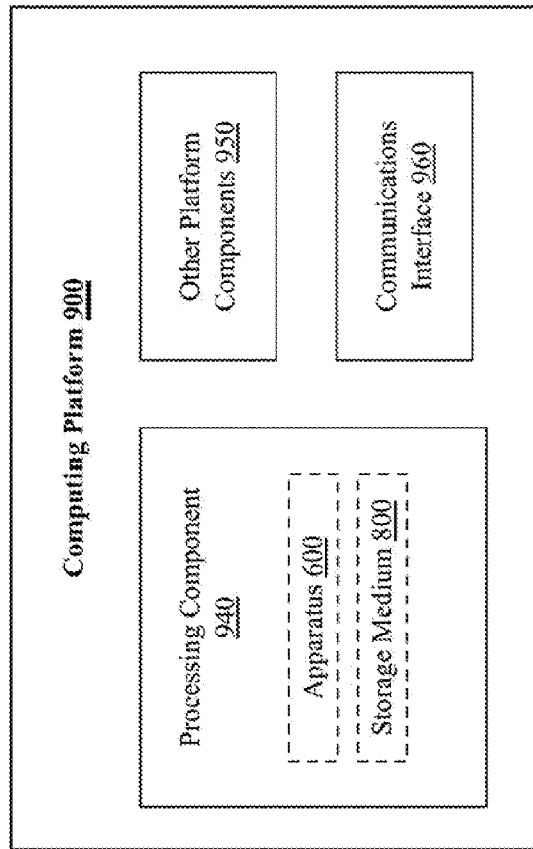 Computing Platform 900
Processing Component
940
Apparatus 600
Storage Medium 800
Other Platform
Components 950
Communications
Interface 960